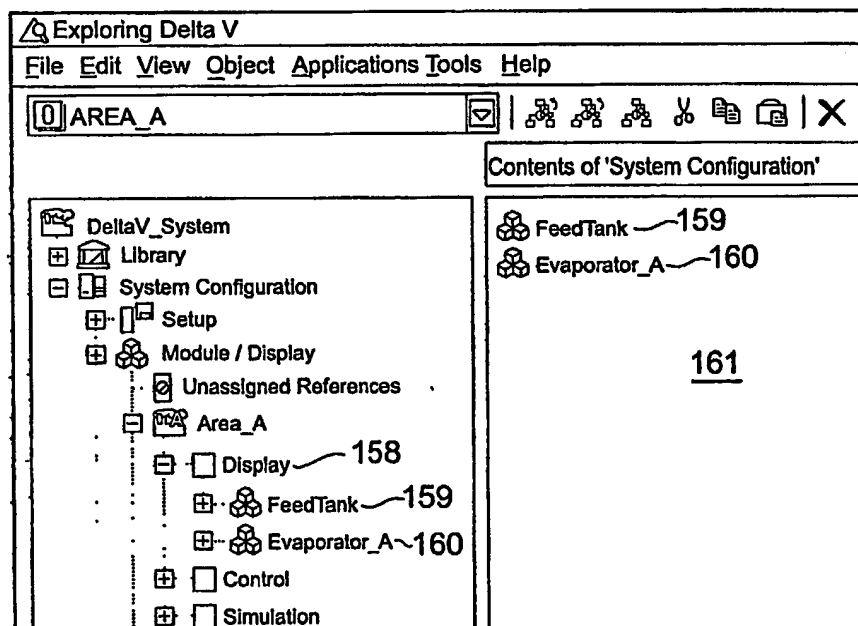 Exploring Delta V
File Edit View Object Applications Tools Help
AREA_A
Contents of 'System Configuration'
DeltaV_System
Library
System Configuration
Setup
Module / Display
Unassigned References
Area_A
Display 158
FeedTank 159
Evaporator_A 160
Control
Simulation
FeedTank 159
Evaporator_A 160
161